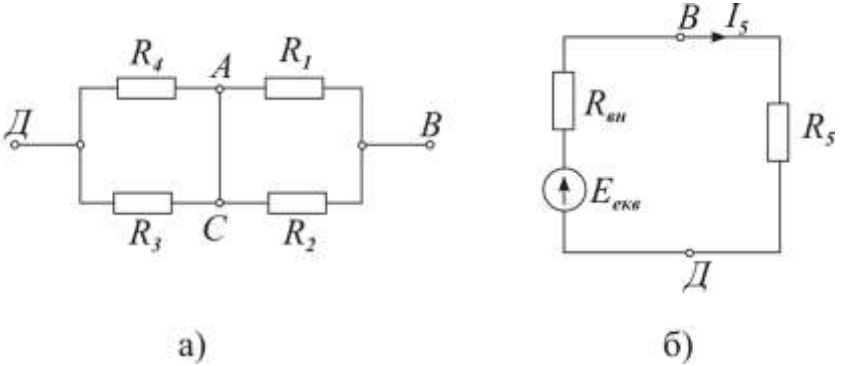 R₄ A R₁
Д B
R₃ C R₂
а)
B I₅
Rвн R₅
Eекв
Д
б)